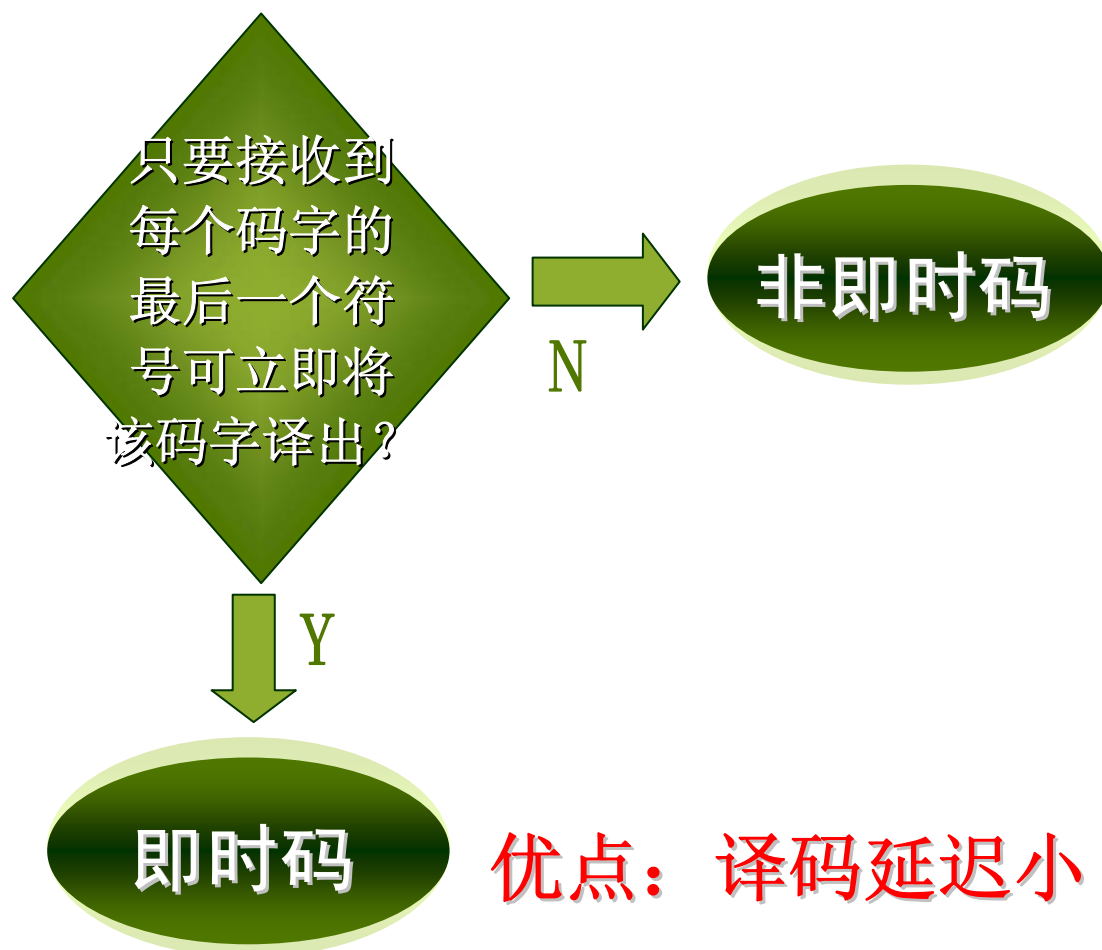 只要接收到
每个码字的
最后一个符
号可立即将
该码字译出？
N
非即时码
Y
即时码
优点：译码延迟小